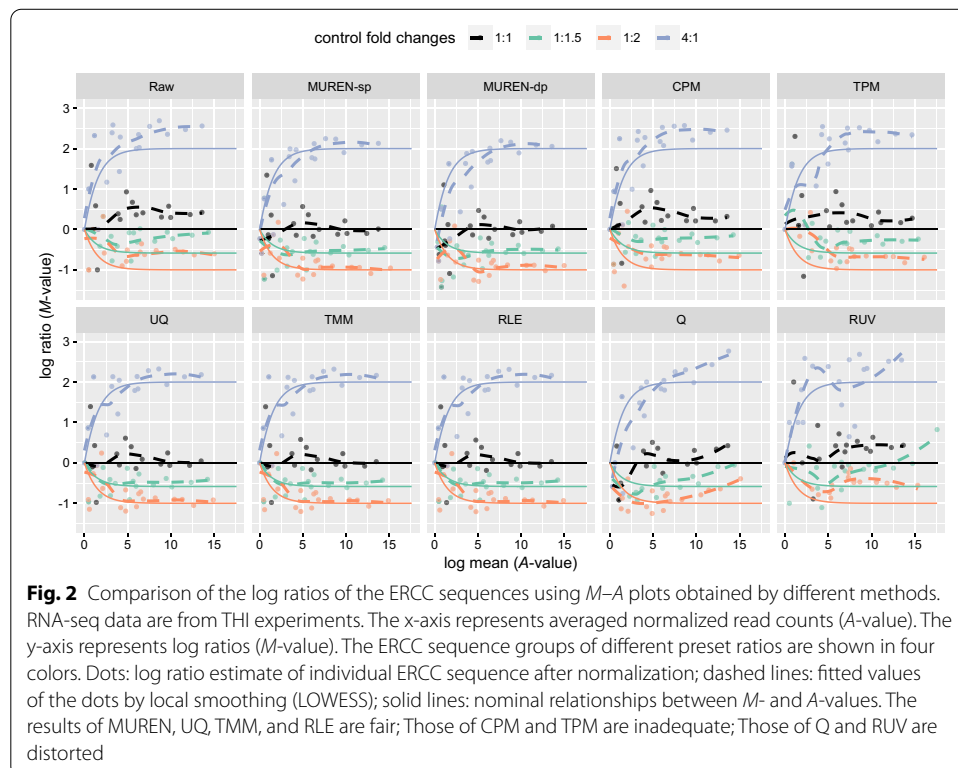 control fold changes 1:1 1:1.5 1:2 4:1
Raw MUREN-sp MUREN-dp CPM TPM
3
2
1
0
-1
UQ TMM RLE Q RUV
3
2
1
0
-1
log ratio (M-value)
0 5 10 15 0 5 10 15 0 5 10 15 0 5 10 15 0 5 10 15
log mean (A-value)
Fig. 2 Comparison of the log ratios of the ERCC sequences using M–A plots obtained by different methods.
RNA-seq data are from THI experiments. The x-axis represents averaged normalized read counts (A-value). The
y-axis represents log ratios (M-value). The ERCC sequence groups of different preset ratios are shown in four
colors. Dots: log ratio estimate of individual ERCC sequence after normalization; dashed lines: fitted values
of the dots by local smoothing (LOWESS); solid lines: nominal relationships between M- and A-values. The
results of MUREN, UQ, TMM, and RLE are fair; Those of CPM and TPM are inadequate; Those of Q and RUV are
distorted